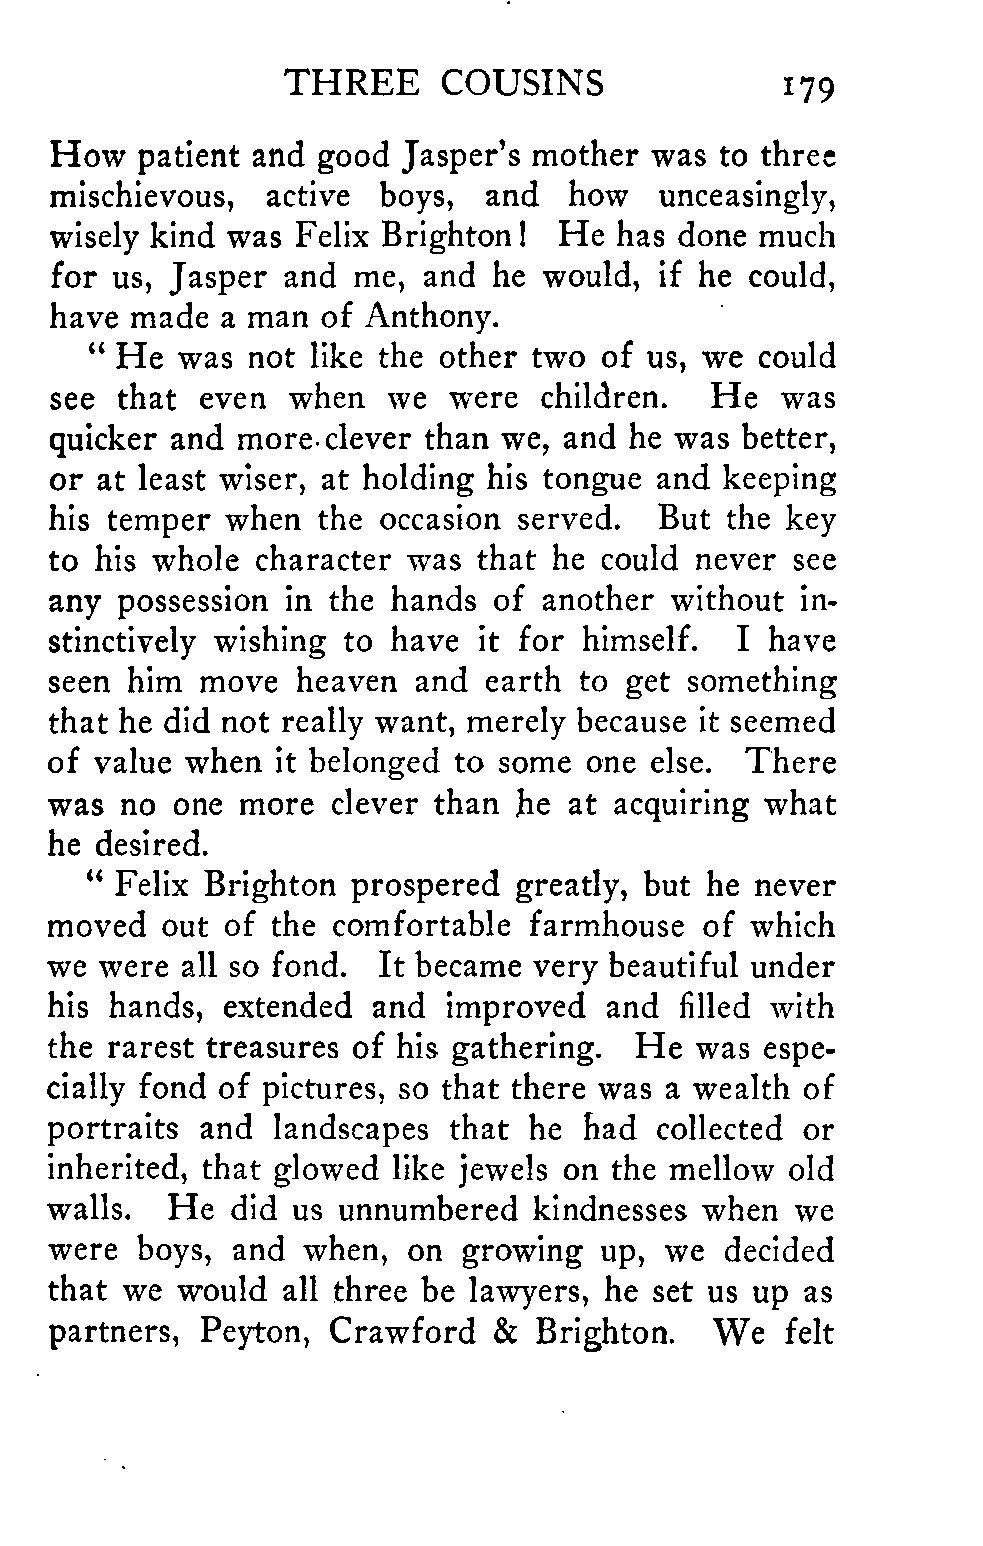 THREE COUSINS 179
How patient and good Jasper's mother was to three
mischievous, active boys, and how unceasingly,
wisely kind was Felix Brighton! He has done much
for us, Jasper and me, and he would, if he could,
have made a man of Anthony.
“ He was not like the other two of us, we could
see that even when we were children. He was
quicker and more clever than we, and he was better,
or at least wiser, at holding his tongue and keeping
his temper when the occasion served. But the key
to his whole character was that he could never see
any possession in the hands of another without in-
stinctively wishing to have it for himself. I have
seen him move heaven and earth to get something
that he did not really want, merely because it seemed
of value when it belonged to some one else. There
was no one more clever than he at acquiring what
he desired.
“ Felix Brighton prospered greatly, but he never
moved out of the comfortable farmhouse of which
we were all so fond. It became very beautiful under
his hands, extended and improved and filled with
the rarest treasures of his gathering. He was espe-
cially fond of pictures, so that there was a wealth of
portraits and landscapes that he had collected or
inherited, that glowed like jewels on the mellow old
walls. He did us unnumbered kindnesses when we
were boys, and when, on growing up, we decided
that we would all three be lawyers, he set us up as
partners, Peyton, Crawford & Brighton. We felt